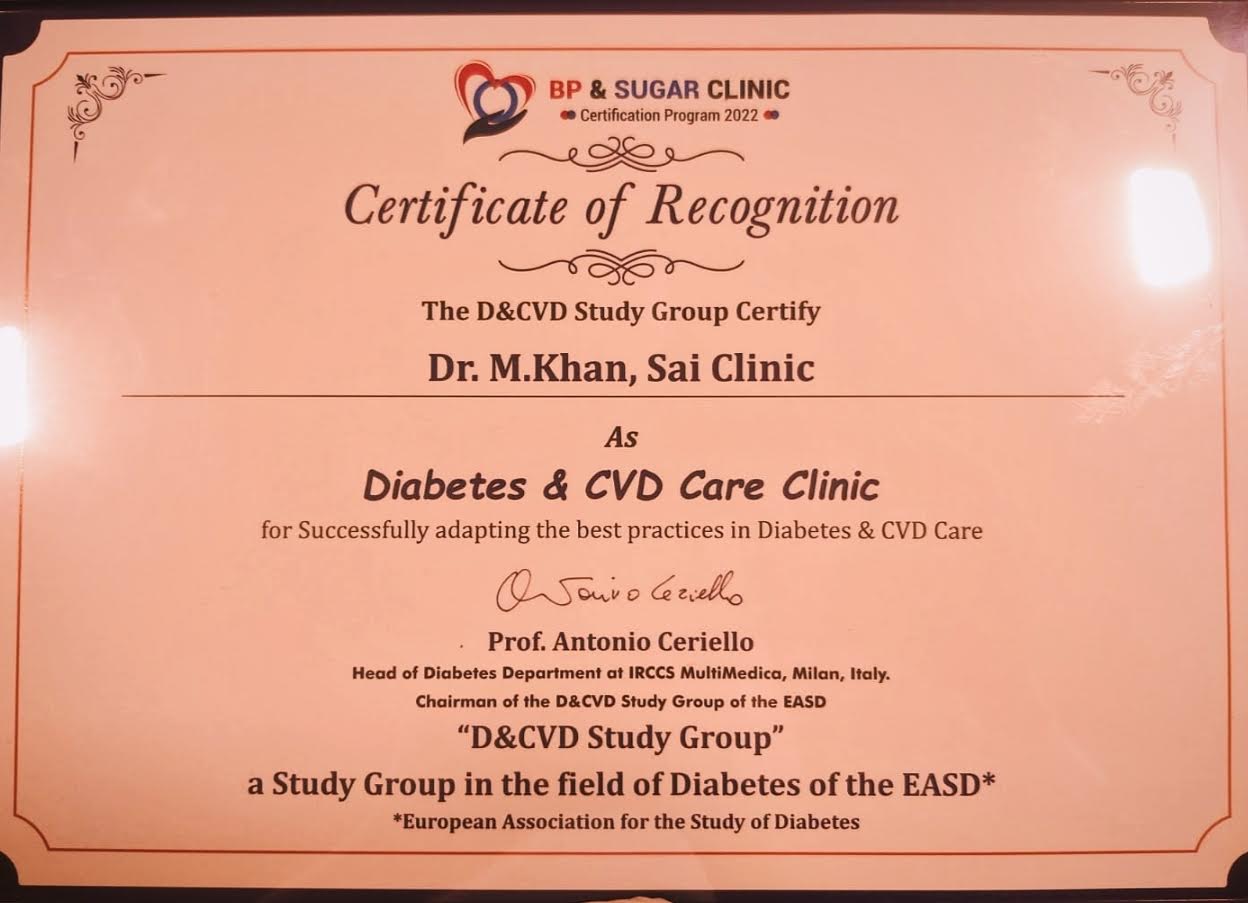 BP & SUGAR CLINIC
Certification Program 2022
Certificate of Recognition
The D&CVD Study Group Certify
Dr. M.Khan, Sai Clinic
As
Diabetes & CVD Care Clinic
for Successfully adapting the best practices in Diabetes & CVD Care
Antonio Ceriello
Prof. Antonio Ceriello
Head of Diabetes Department at IRCCS MultiMedica, Milan, Italy.
Chairman of the D&CVD Study Group of the EASD
“D&CVD Study Group”
a Study Group in the field of Diabetes of the EASD*
*European Association for the Study of Diabetes